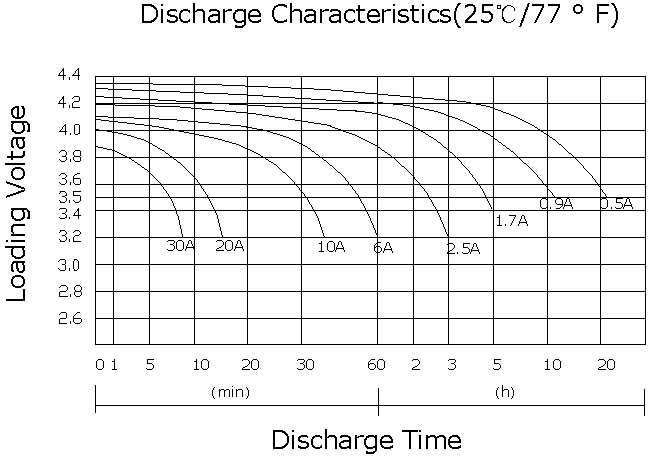 Discharge Characteristics(25℃/77 ° F)
Loading Voltage
4.4
4.2
4.0
3.8
3.6
3.5
3.4
3.2
3.0
2.8
2.6
30A 20A 10A 6A 2.5A 1.7A 0.9A 0.5A
0 1 5 10 20 30 60 2 3 5 10 20
(min) (h)
Discharge Time